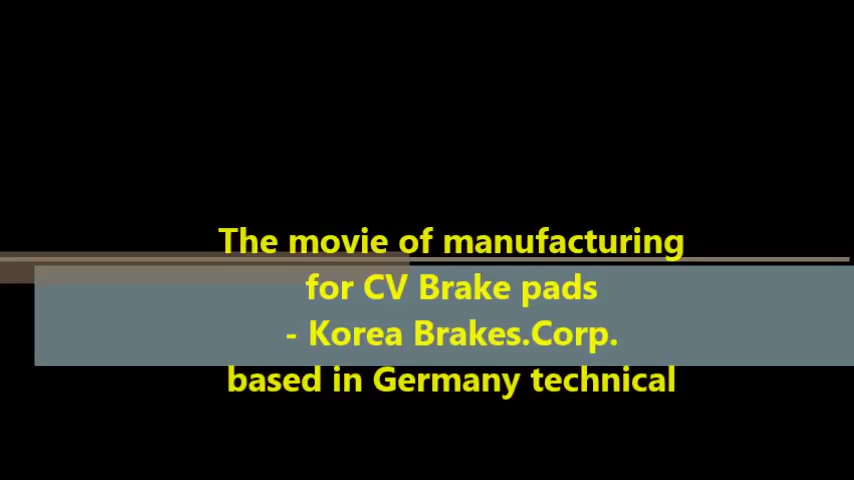 The movie of manufacturing
for CV Brake pads
- Korea Brakes.Corp.
based in Germany technical